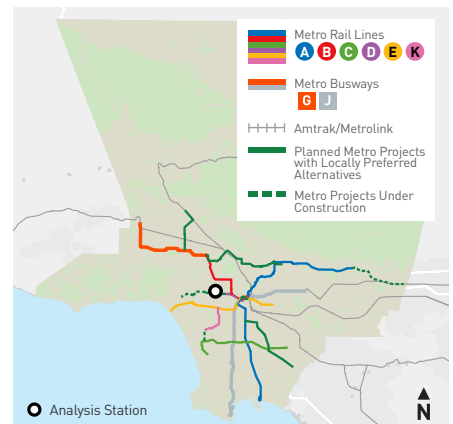 Metro Rail Lines
A B C D E K
Metro Busways
G J
Amtrak/Metrolink
Planned Metro Projects
with Locally Preferred
Alternatives
Metro Projects Under
Construction
Analysis Station
N